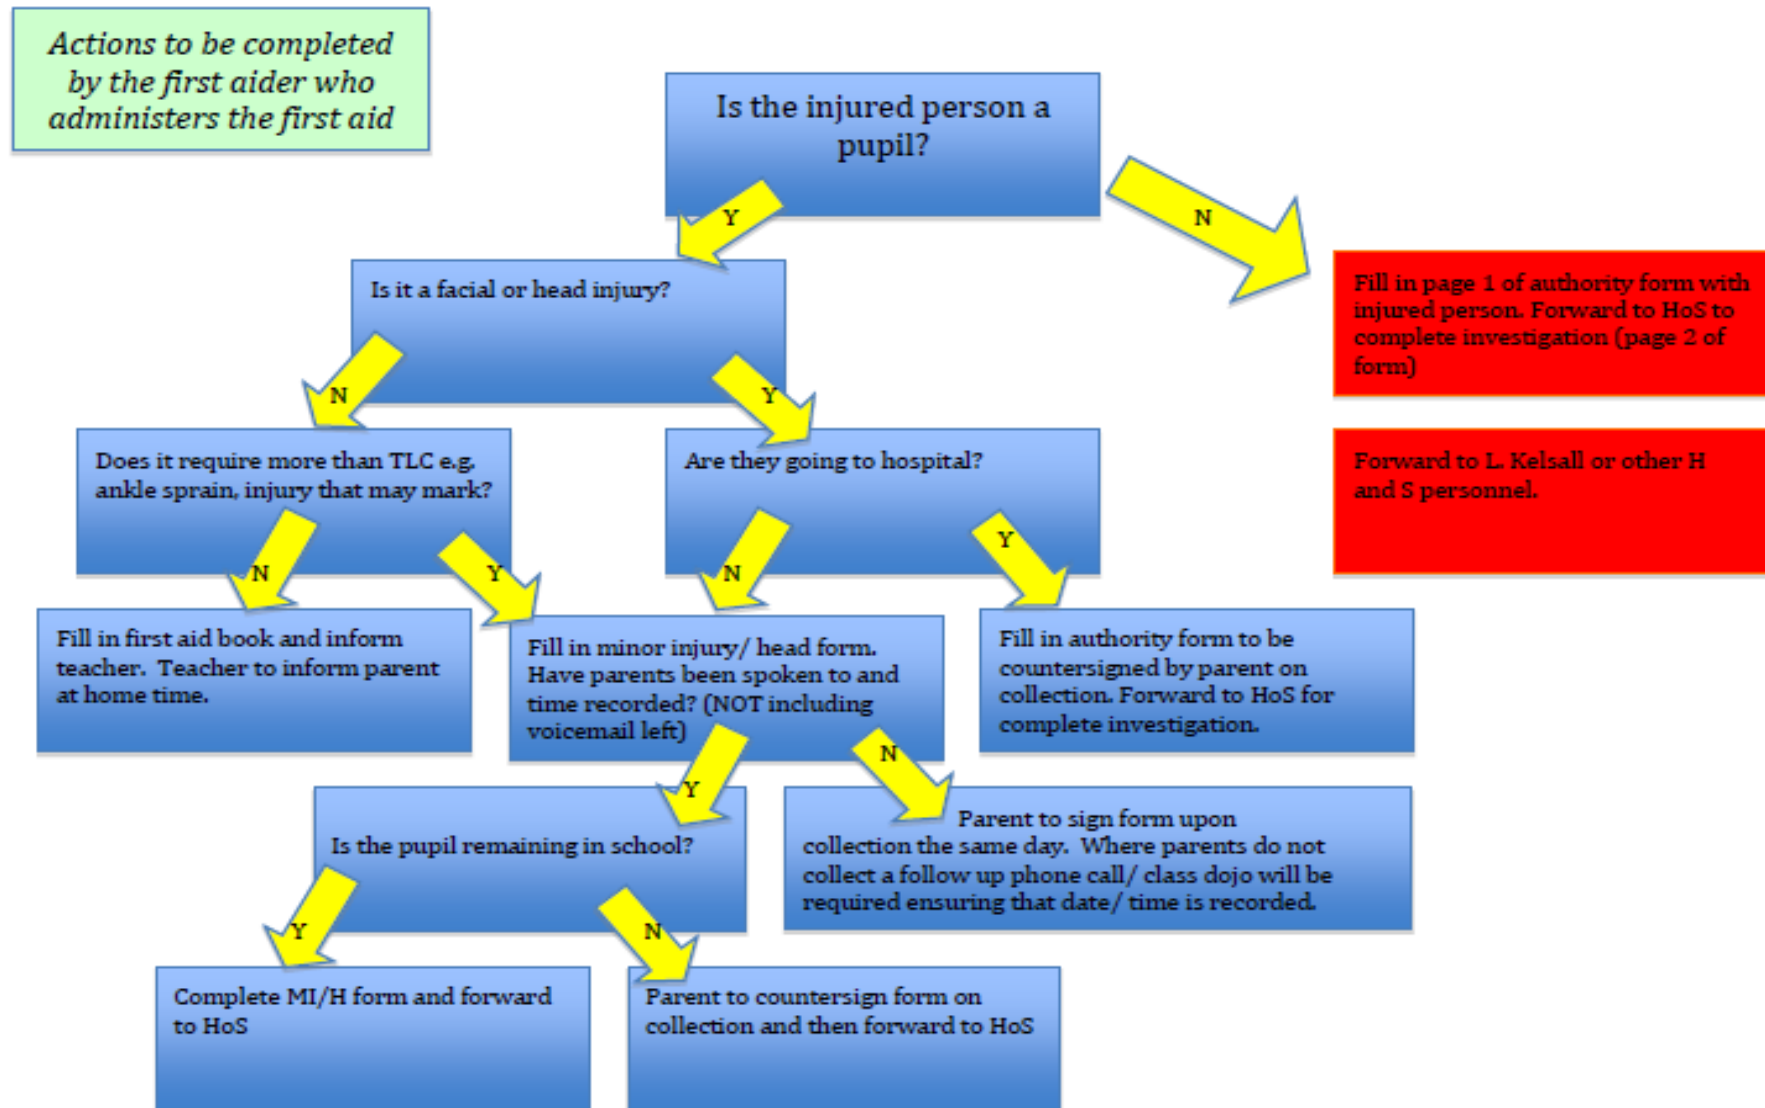 Actions to be completed
by the first aider who
administers the first aid
Is the injured person a
pupil?
Y
N
Is it a facial or head injury?
Fill in page 1 of authority form with
injured person. Forward to HoS to
complete investigation (page 2 of
form)
N
Y
Does it require more than TLC e.g.
ankle sprain, injury that may mark?
Are they going to hospital?
Forward to L. Kelsall or other H
and S personnel.
N
Y
N
Y
Fill in first aid book and inform
teacher.  Teacher to inform parent
at home time.
Fill in minor injury/ head form.
Have parents been spoken to and
time recorded? (NOT including
voicemail left)
Fill in authority form to be
countersigned by parent on
collection. Forward to HoS for
complete investigation.
Y
N
Is the pupil remaining in school?
Parent to sign form upon
collection the same day.  Where parents do not
collect a follow up phone call/ class dojo will be
required ensuring that date/ time is recorded.
Y
N
Complete MI/H form and forward
to HoS
Parent to countersign form on
collection and then forward to HoS